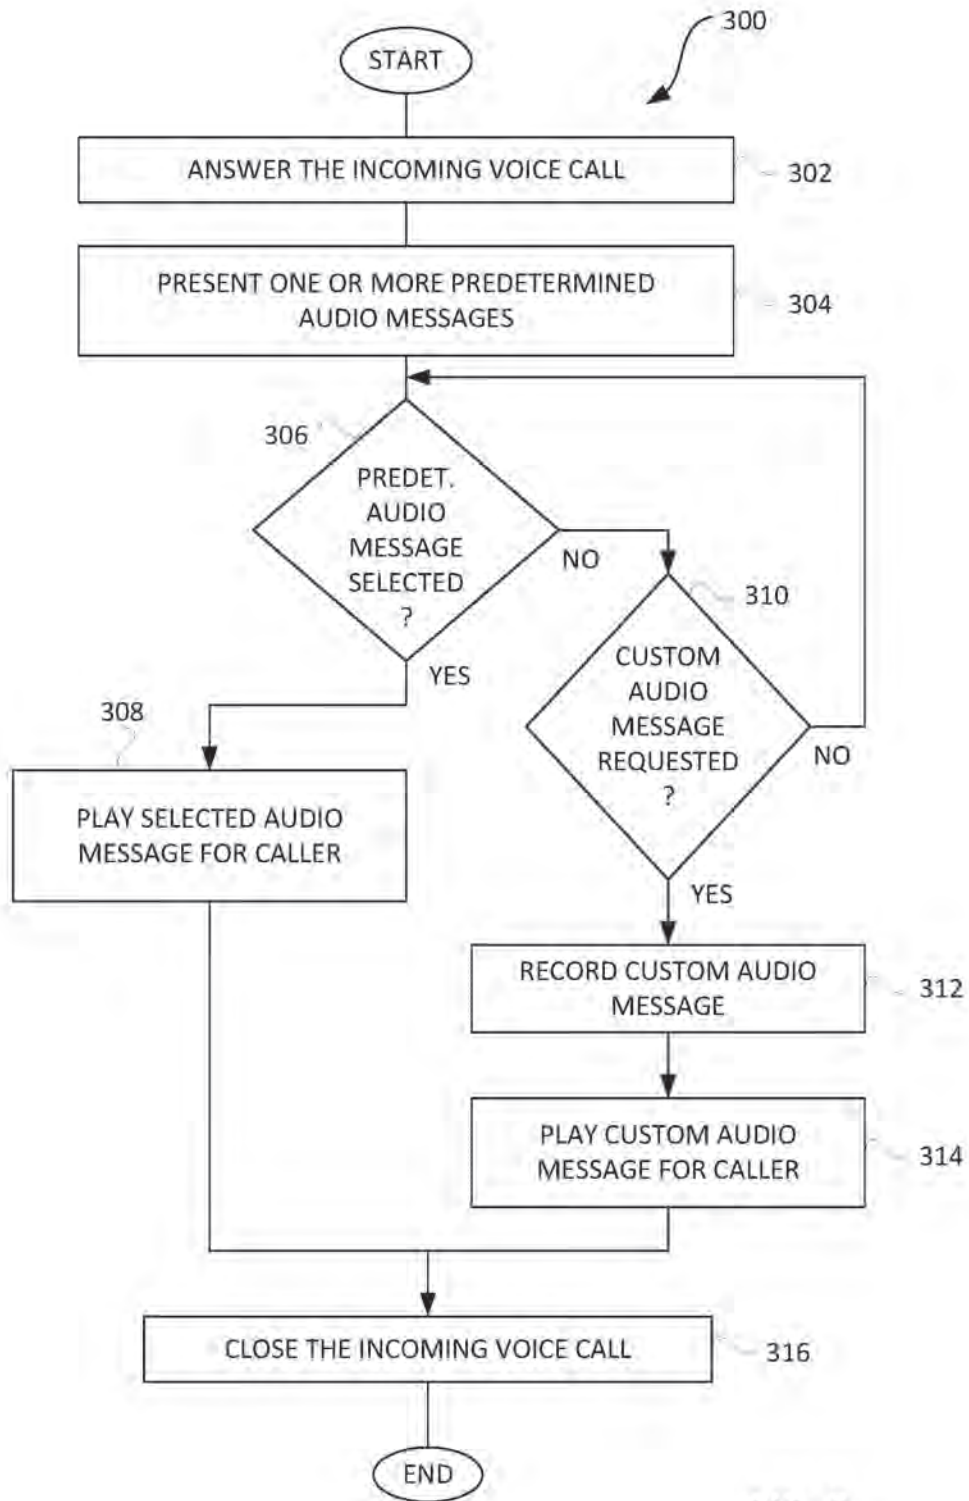 300
START
ANSWER THE INCOMING VOICE CALL
302
PRESENT ONE OR MORE PREDETERMINED
AUDIO MESSAGES
304
306
PREDET.
AUDIO
MESSAGE
SELECTED
?
NO
YES
310
CUSTOM
AUDIO
MESSAGE
REQUESTED
?
NO
YES
308
PLAY SELECTED AUDIO
MESSAGE FOR CALLER
RECORD CUSTOM AUDIO
MESSAGE
312
PLAY CUSTOM AUDIO
MESSAGE FOR CALLER
314
CLOSE THE INCOMING VOICE CALL
316
END